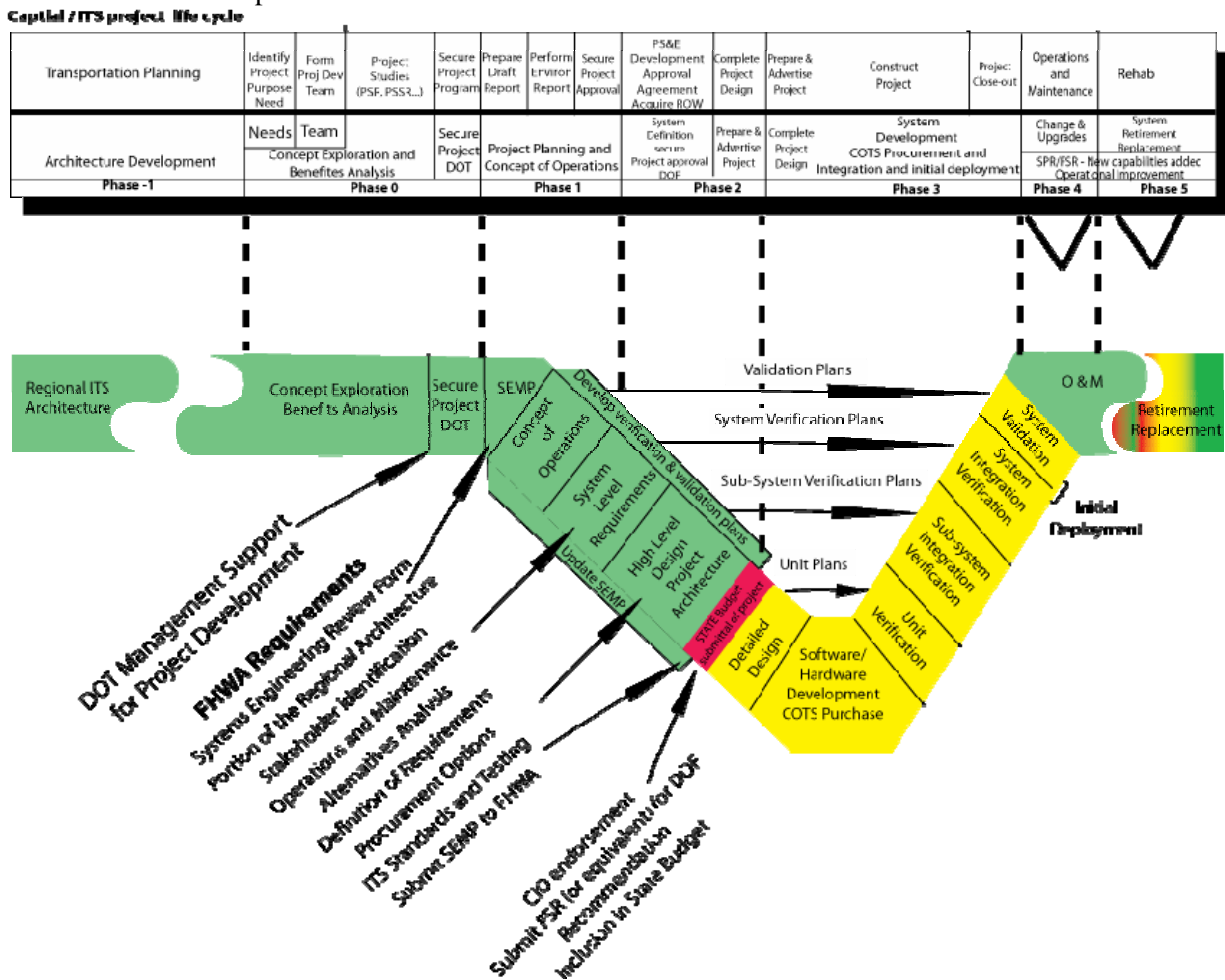 Captial / ITS project life cycle
Transportation Planning
Identify
Project
Purpose
Need
Form
Proj Dev
Team
Project
Studies
(PSF, PSSR...)
Secure
Project
Program
Prepare
Draft
Report
Perform
Environ
Report
Secure
Project
Approval
PS&E
Development
Approval
Agreement
Acquire ROW
Complete
Project
Design
Prepare &
Advertise
Project
Construct
Project
Project
Close-out
Operations
and
Maintenance
Rehab
Architecture Development
Needs
Team
Concept Exploration and
Benefites Analysis
Secure
Project
DOT
Project Planning and
Concept of Operations
System
Definition
secure
Project approval
DOF
Prepare &
Advertise
Project
Complete
Project
Design
System
Development
COTS Procurement and
Integration and initial deployment
Change &
Upgrades
System
Retirement
Replacement
SPR/FSR - New capabilities added
Operational Improvement
Phase -1
Phase 0
Phase 1
Phase 2
Phase 3
Phase 4
Phase 5
Regional ITS
Architecture
Concept Exploration
Benefits Analysis
Secure
Project
DOT
SEMP
Concept
of
Operations
System
Level
Requirements
High Level
Design
Project
Architecture
Develop verification & validation plans
Update SEMP
STATE Budget
submittal of project
Detailed
Design
Software/
Hardware
Development
COTS Purchase
Unit
Verification
Sub-system
Integration
Verification
System
Integration
Verification
System
Validation
O & M
Retirement
Replacement
Validation Plans
System Verification Plans
Sub-System Verification Plans
Unit Plans
Initial
Deployment
DOT Management Support
for Project Development
FHWA Requirements
Systems Engineering Review Form
Portion of the Regional Architecture
Stakeholder identification
Operations and Maintenance
Alternatives Analysis
Definition of Requirements
Procurement Options
ITS Standards and Testing
Submit SEMP to FHWA
CIO endorsement
Submit FSR (or equivalent) for DOF
Recommendation
Inclusion in State Budget